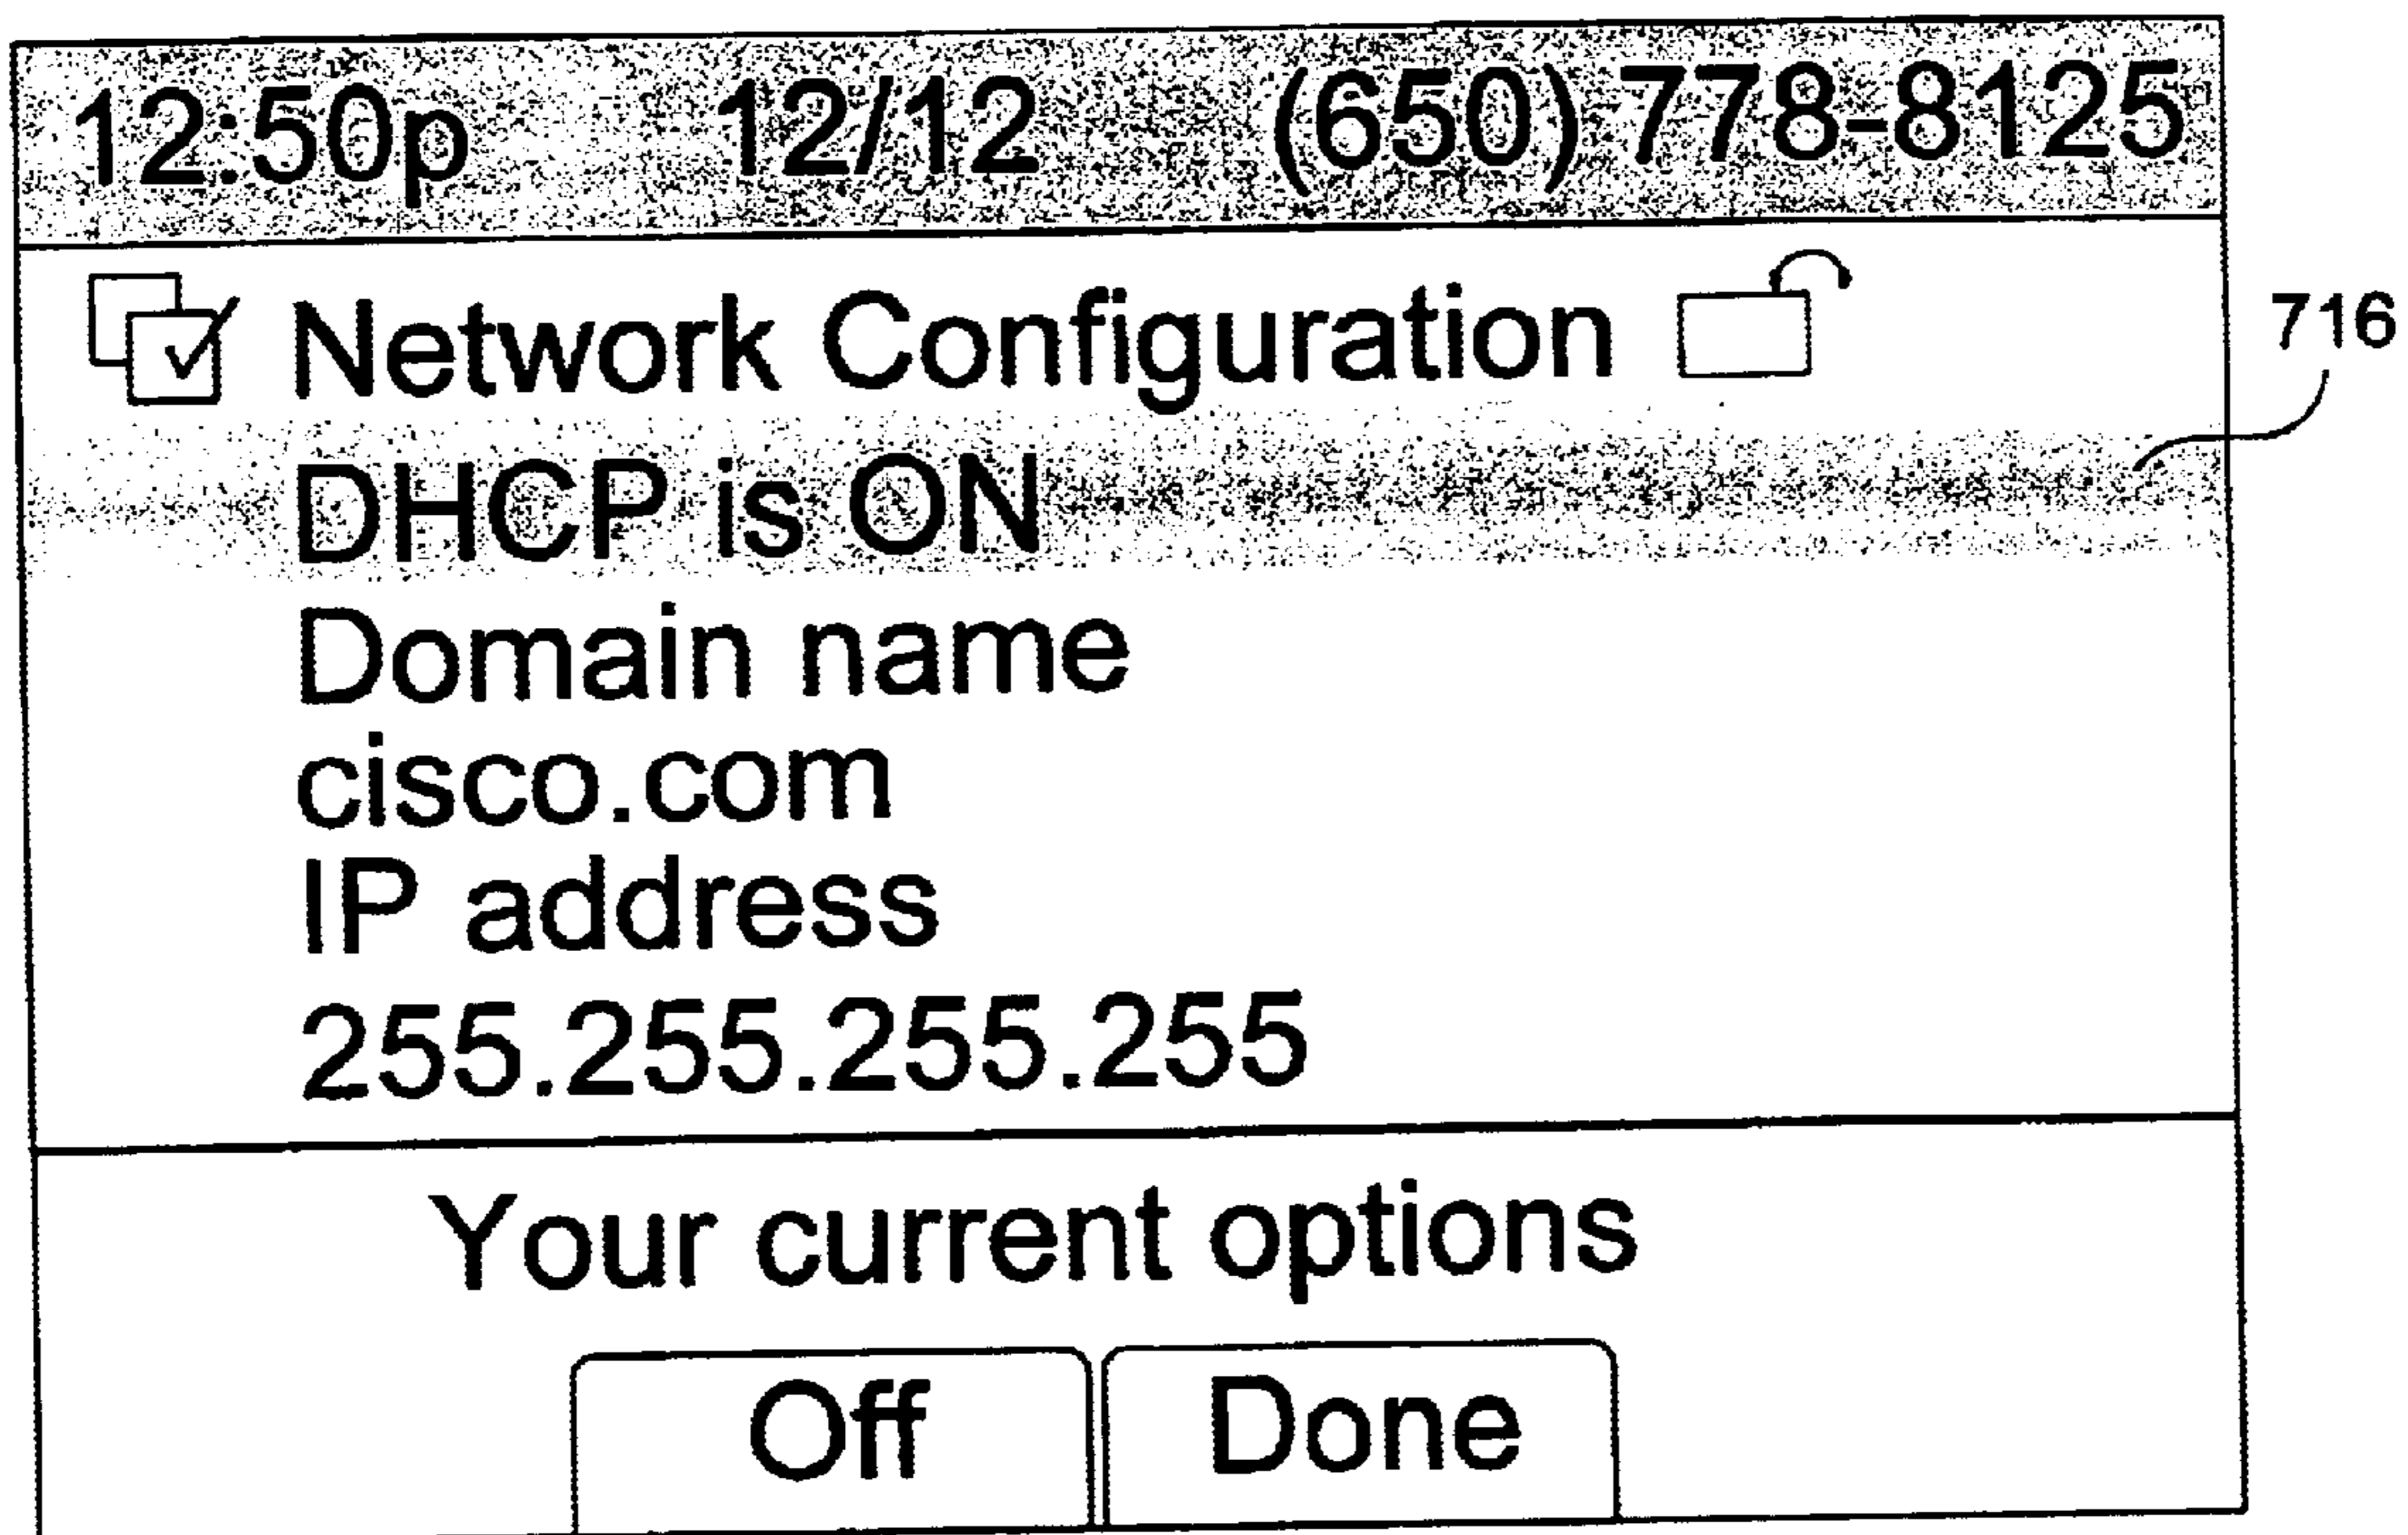 12:50p 12/12 (650) 778-8125
Network Configuration
716
DHCP is ON
Domain name
cisco.com
IP address
255.255.255.255
Your current options
Off Done